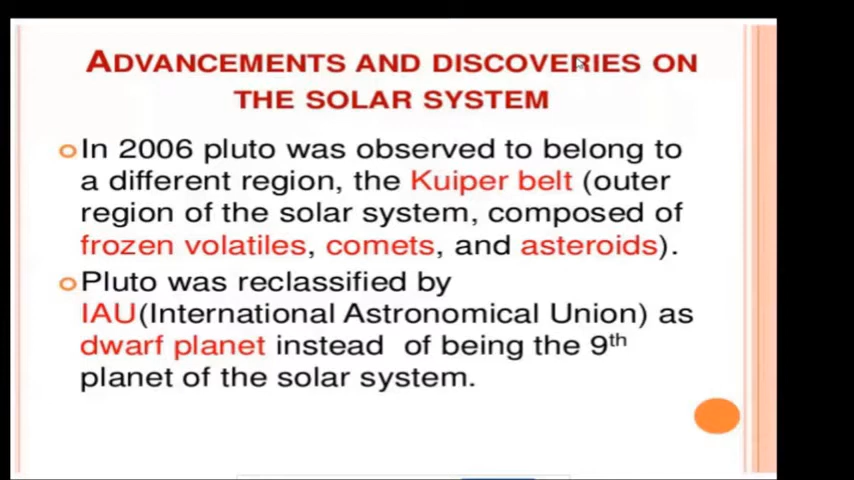 ADVANCEMENTS AND DISCOVERIES ON
THE SOLAR SYSTEM
In 2006 pluto was observed to belong to
a different region, the Kuiper belt (outer
region of the solar system, composed of
frozen volatiles, comets, and asteroids).
Pluto was reclassified by
IAU(International Astronomical Union) as
dwarf planet instead of being the 9th
planet of the solar system.